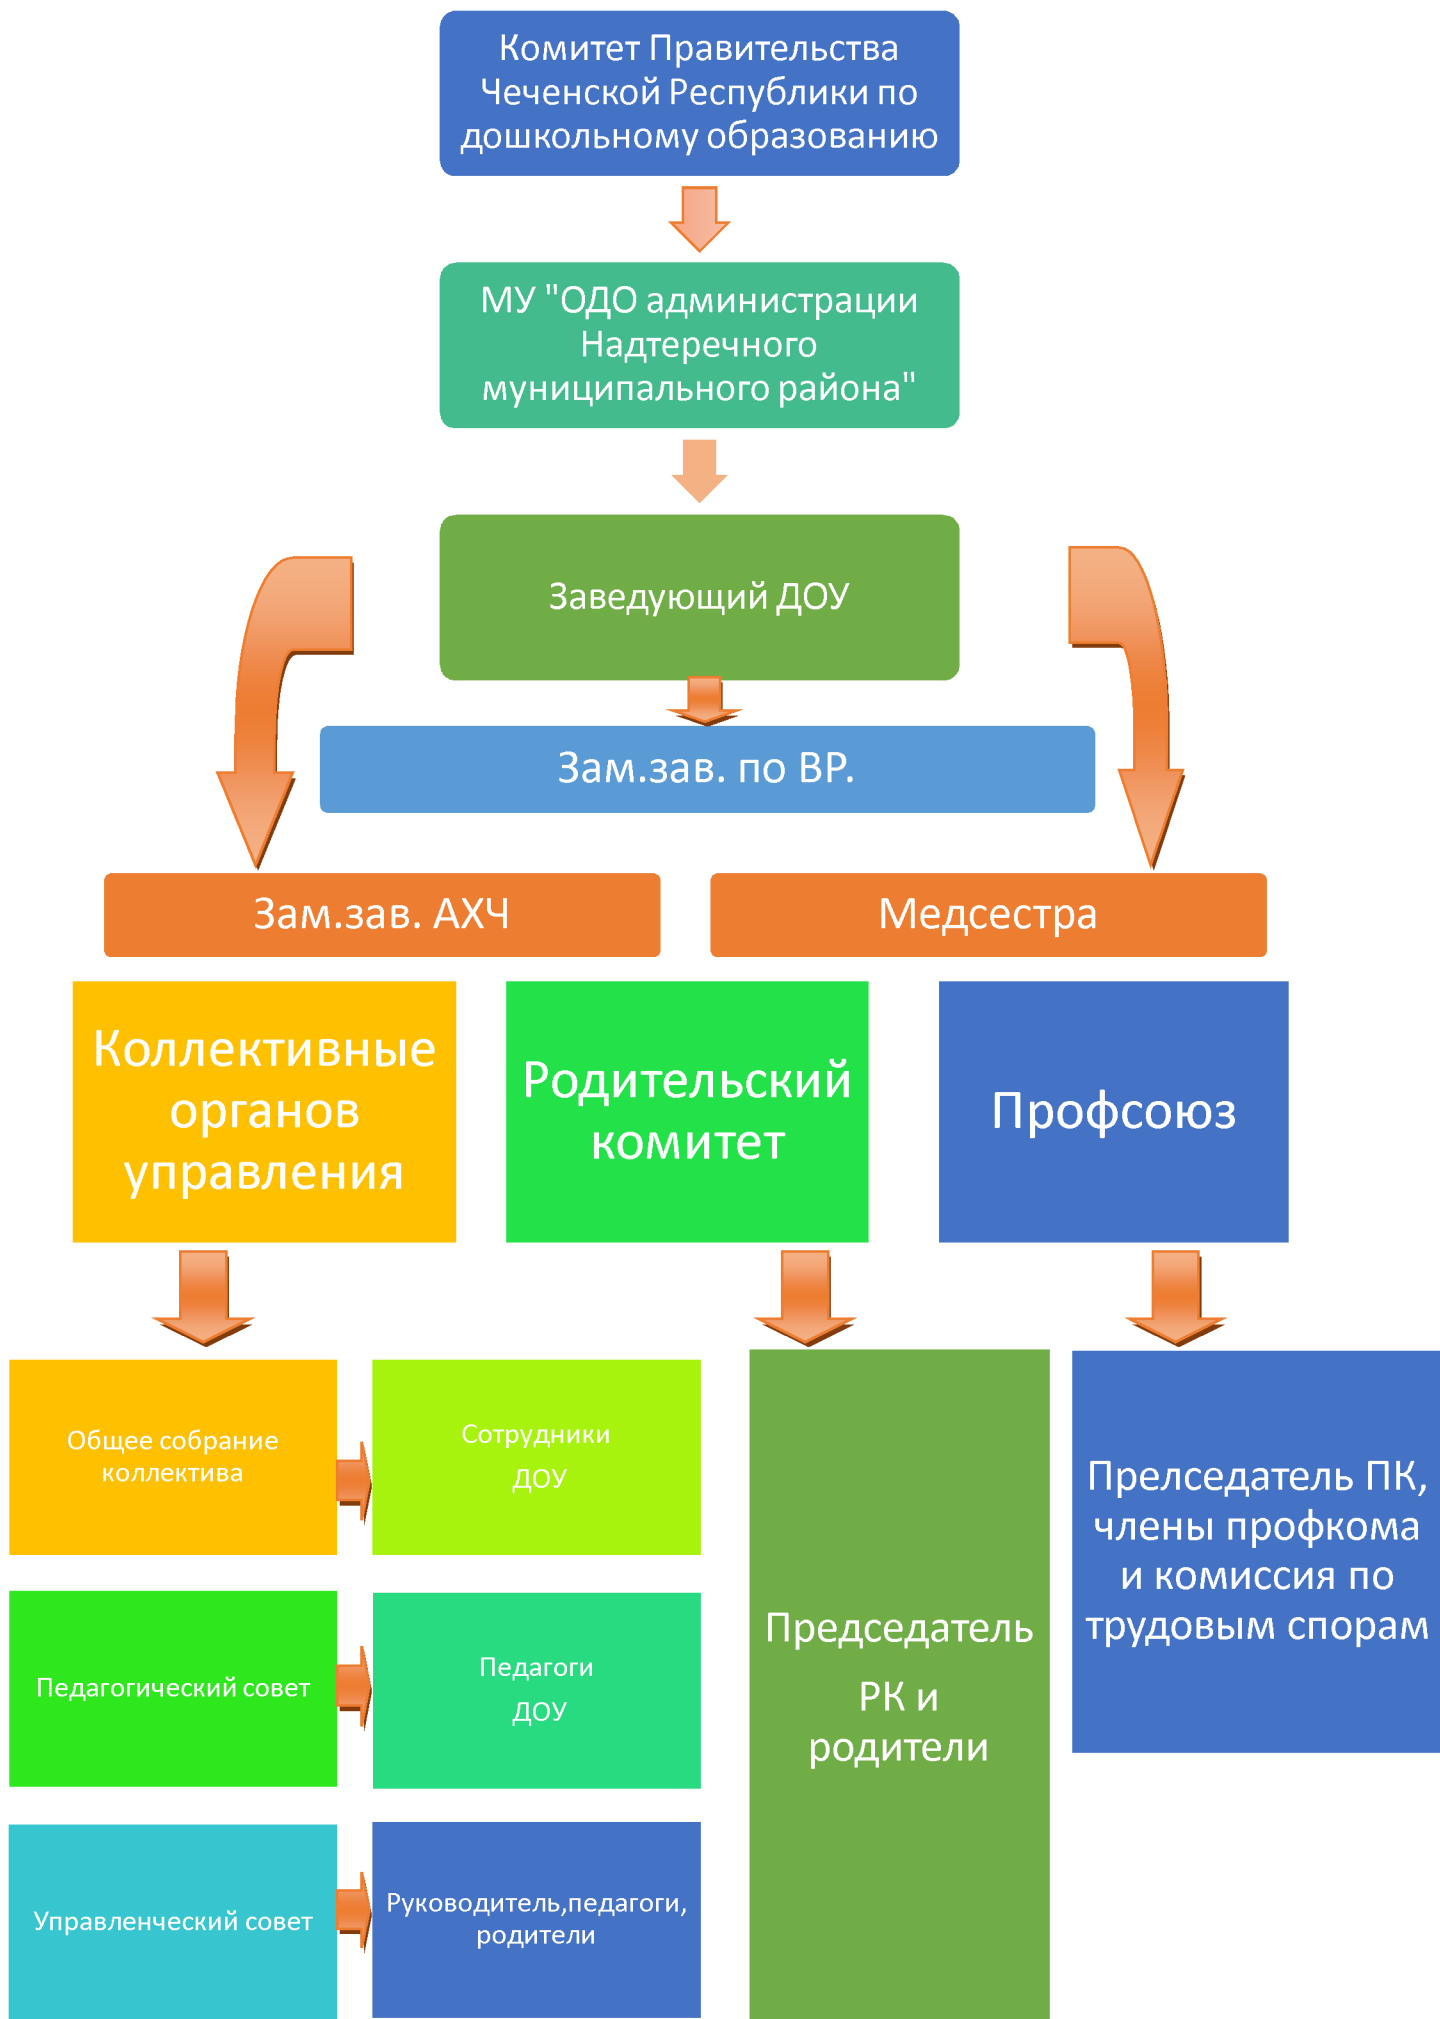 Комитет Правительства
Чеченской Республики по
дошкольному образованию
МУ "ОДО администрации
Надтеречного
муниципального района"
Заведующий ДОУ
Зам.зав. по ВР.
Зам.зав. АХЧ
Медсестра
Коллективные
органов
управления
Родительский
комитет
Профсоюз
Общее собрание
коллектива
Сотрудники
ДОУ
Педагогический совет
Педагоги
ДОУ
Управленческий совет
Руководитель,педагоги,
родители
Председатель
РК и
родители
Прелседатель ПК,
члены профкома
и комиссия по
трудовым спорам